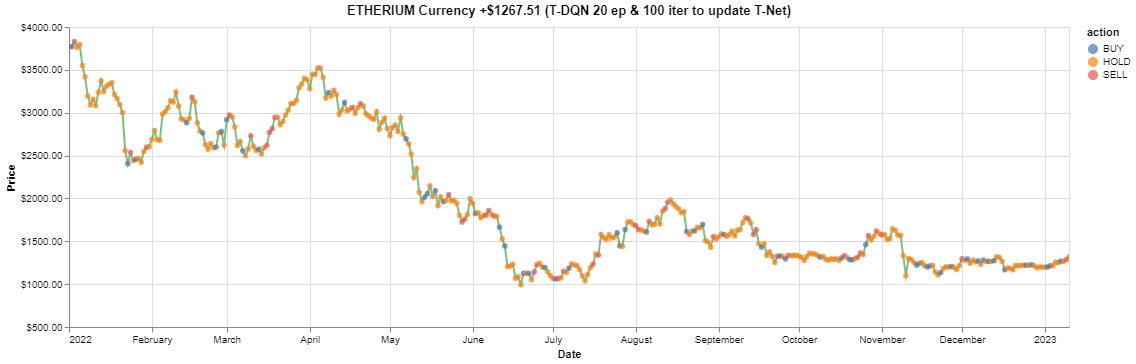 ETHERIUM Currency +$1267.51 (T-DQN 20 ep & 100 iter to update T-Net)
$4000.00
$3500.00
$3000.00
$2500.00
$2000.00
$1500.00
$1000.00
$500.00
Price
2022 February March April May June July August September October November December 2023
Date
action
BUY
HOLD
SELL